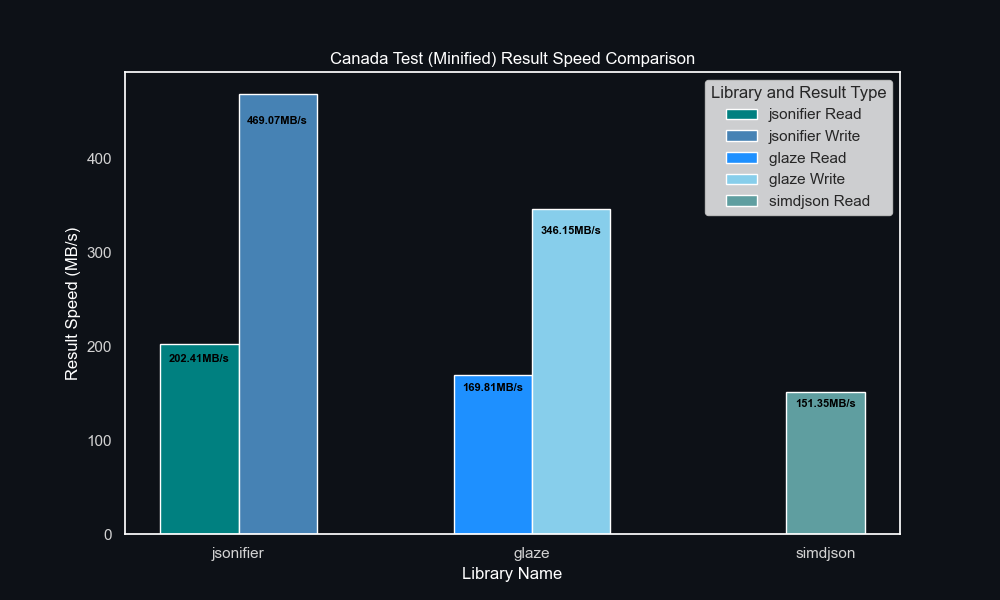 Canada Test (Minified) Result Speed Comparison
Library and Result Type
jsonifier Read
jsonifier Write
glaze Read
glaze Write
simdjson Read
Result Speed (MB/s)
400
300
200
100
0
469.07MB/s
346.15MB/s
202.41MB/s
169.81MB/s
151.35MB/s
jsonifier
glaze
simdjson
Library Name